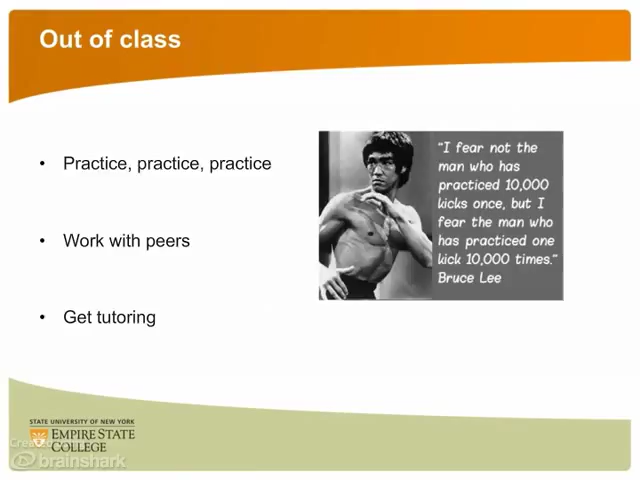 Out of class
• Practice, practice, practice
• Work with peers
• Get tutoring
“I fear not the
man who has
practiced 10,000
kicks once, but I
fear the man who
has practiced one
kick 10,000 times.”
Bruce Lee
STATE UNIVERSITY OF NEW YORK
EMPIRE STATE
COLLEGE
brainshark